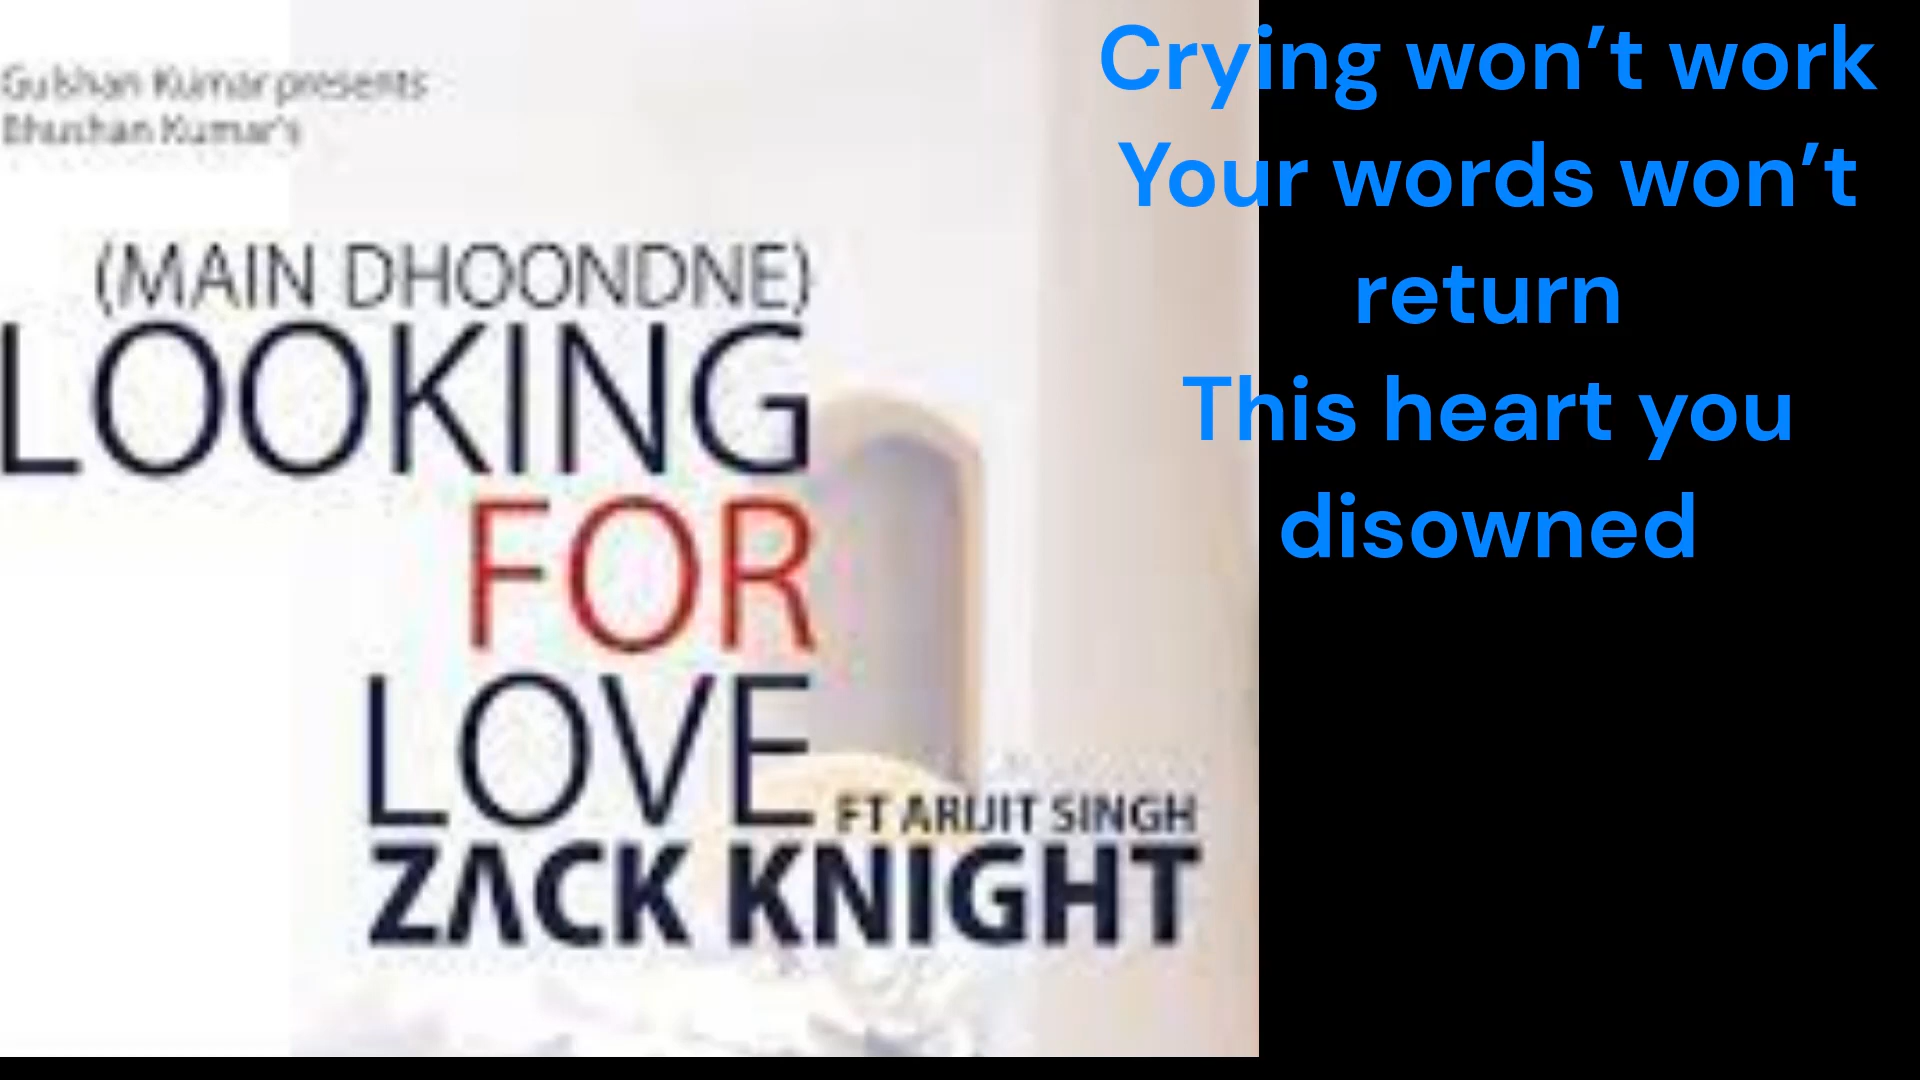 Gulshan Kumar presents
Bhushan Kumar's
(MAIN DHOONDNE)
LOOKING
FOR
LOVE FT ARIJIT SINGH
ZACK KNIGHT
Crying won’t work
Your words won’t
return
This heart you
disowned